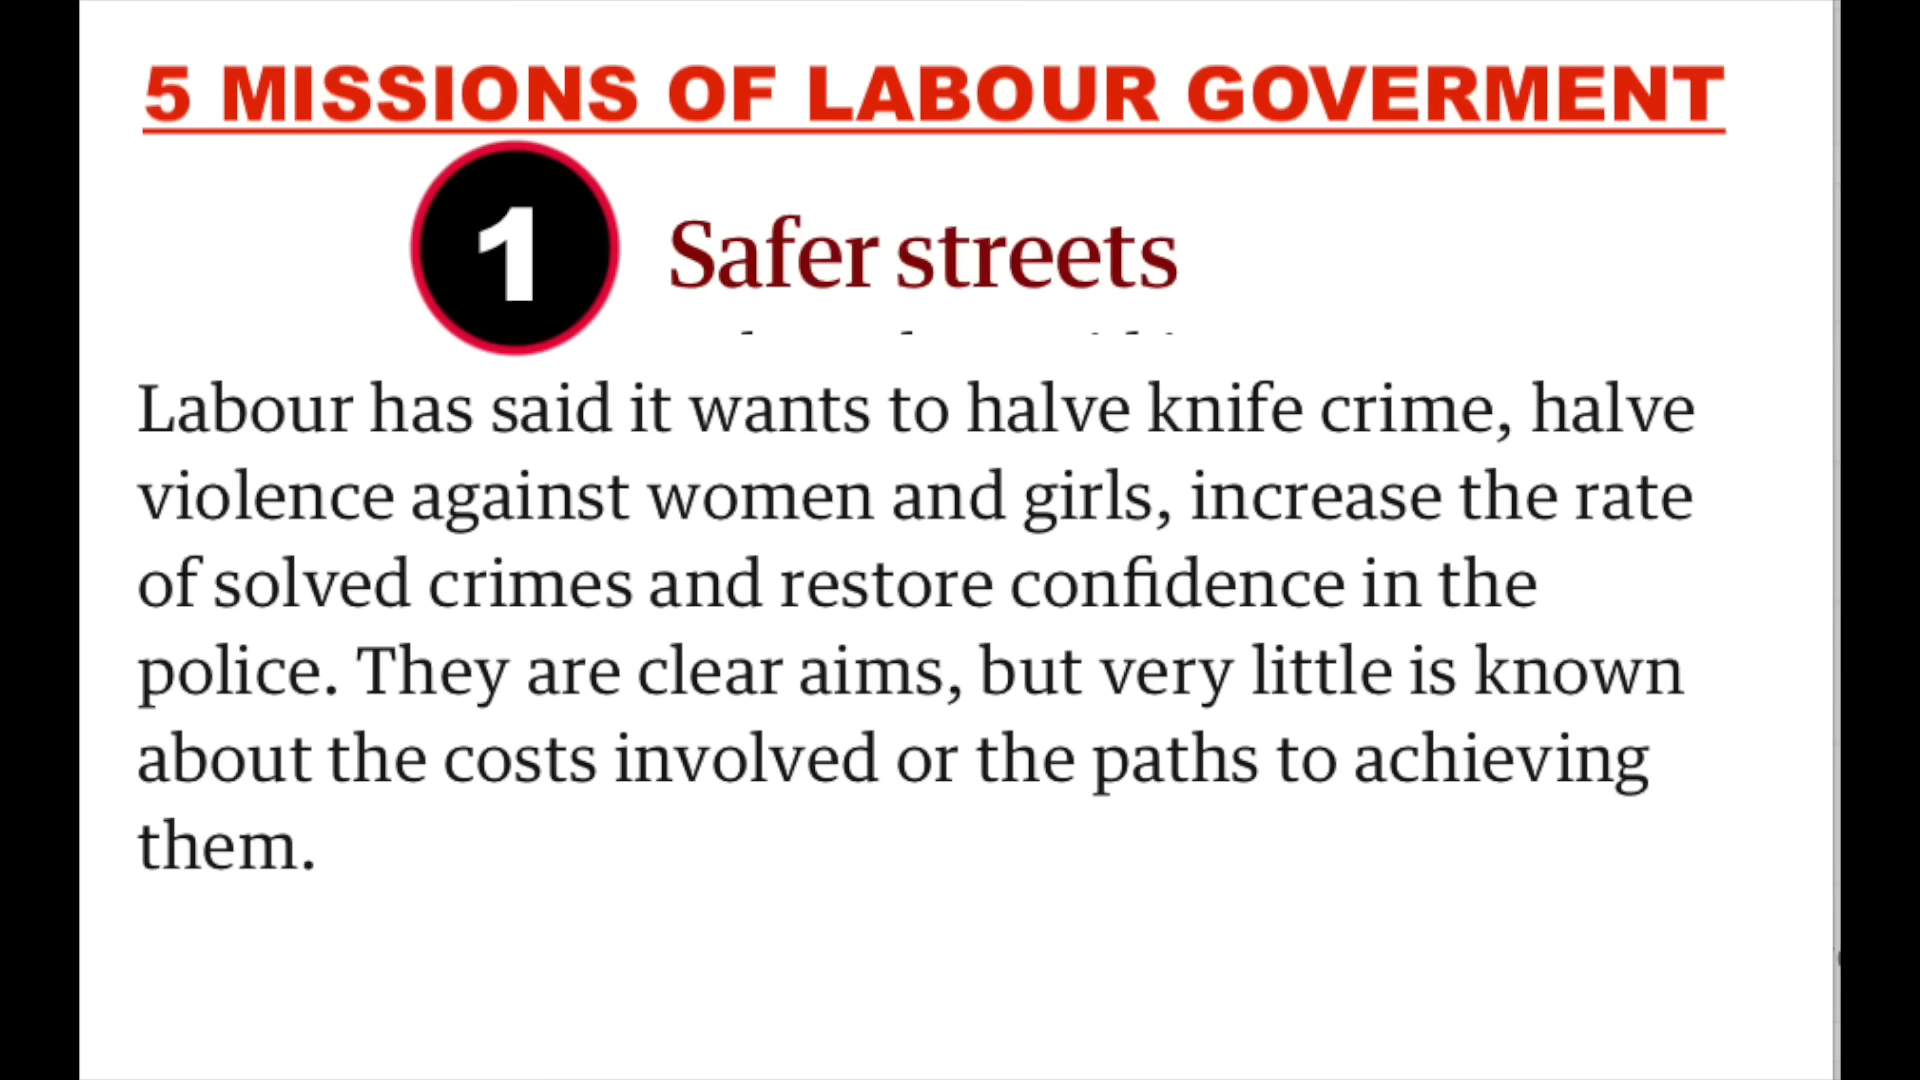 5 MISSIONS OF LABOUR GOVERMENT
1
Safer streets
Labour has said it wants to halve knife crime, halve
violence against women and girls, increase the rate
of solved crimes and restore confidence in the
police. They are clear aims, but very little is known
about the costs involved or the paths to achieving
them.